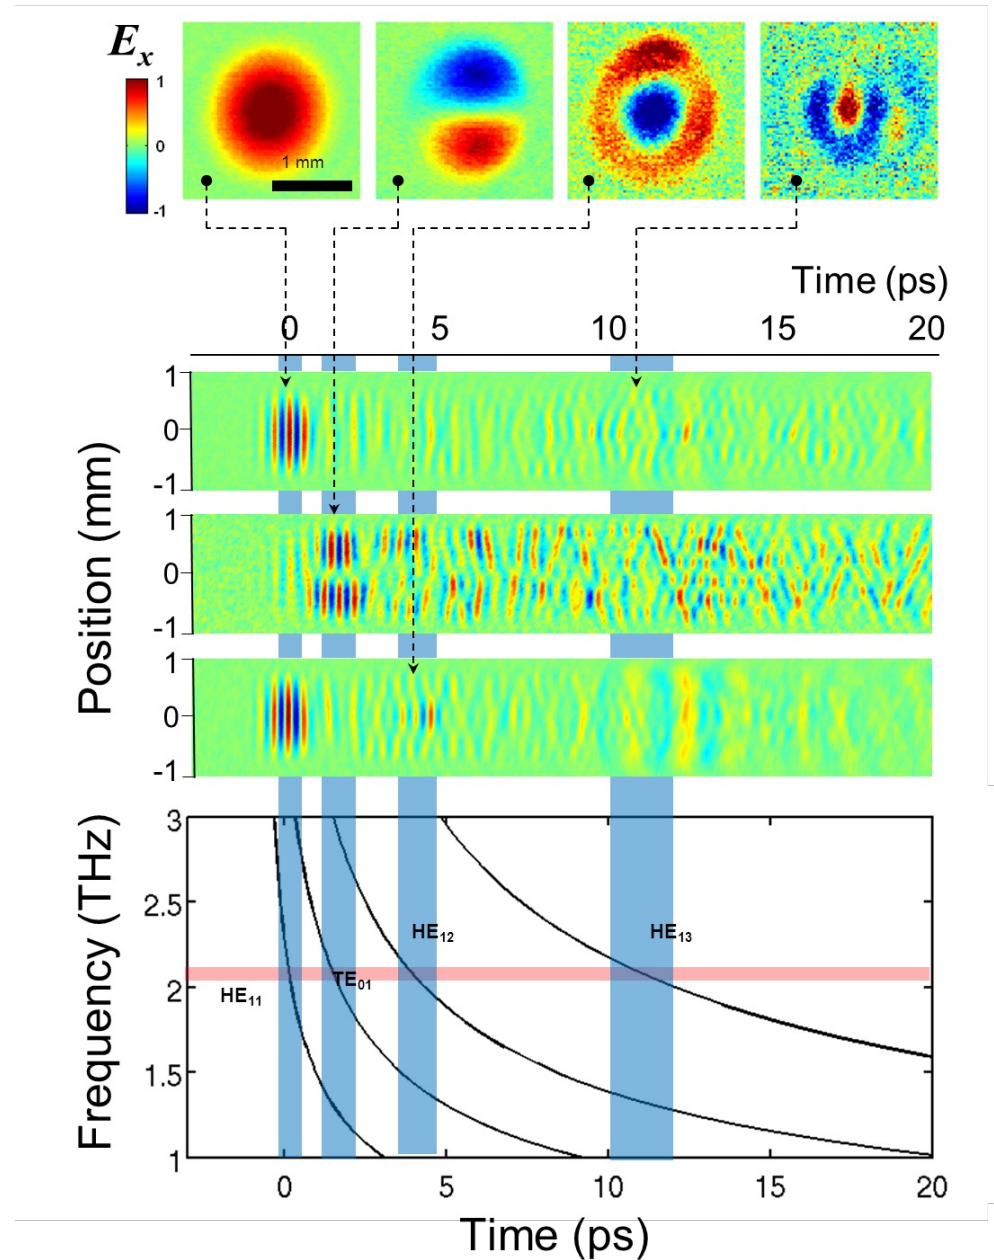 Eₓ
1
0
-1
1 mm
Time (ps)
0 5 10 15 20
Position (mm)
1
0
-1
1
0
-1
1
0
-1
Frequency (THz)
3
2.5
2
1.5
1
HE₁₂
HE₁₃
TE₀₁
HE₁₁
0 5 10 15 20
Time (ps)